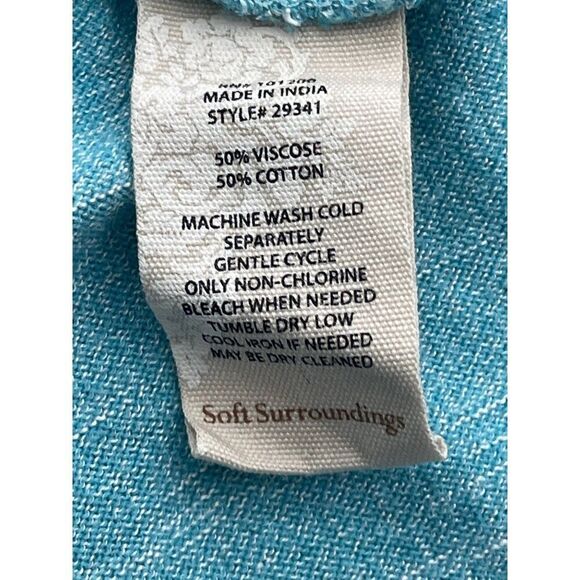 MADE IN INDIA
STYLE# 29341
50% VISCOSE
50% COTTON
MACHINE WASH COLD
SEPARATELY
GENTLE CYCLE
ONLY NON-CHLORINE
BLEACH WHEN NEEDED
TUMBLE DRY LOW
COOL IRON IF NEEDED
MAY BE DRY CLEANED
Soft Surroundings